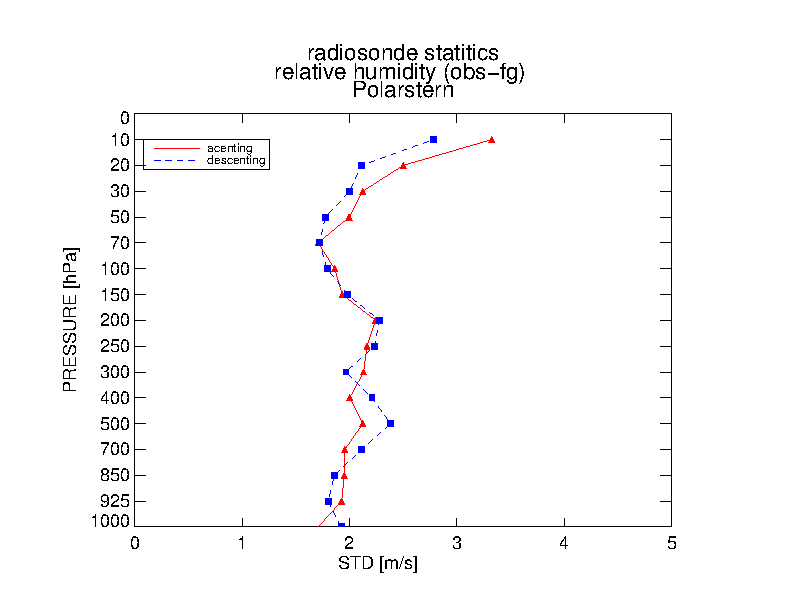 radiosonde statitics
relative humidity (obs-fg)
Polarstern
acenting
descenting
PRESSURE [hPa]
0
10
20
30
50
70
100
150
200
250
300
400
500
700
850
925
1000
0 1 2 3 4 5
STD [m/s]